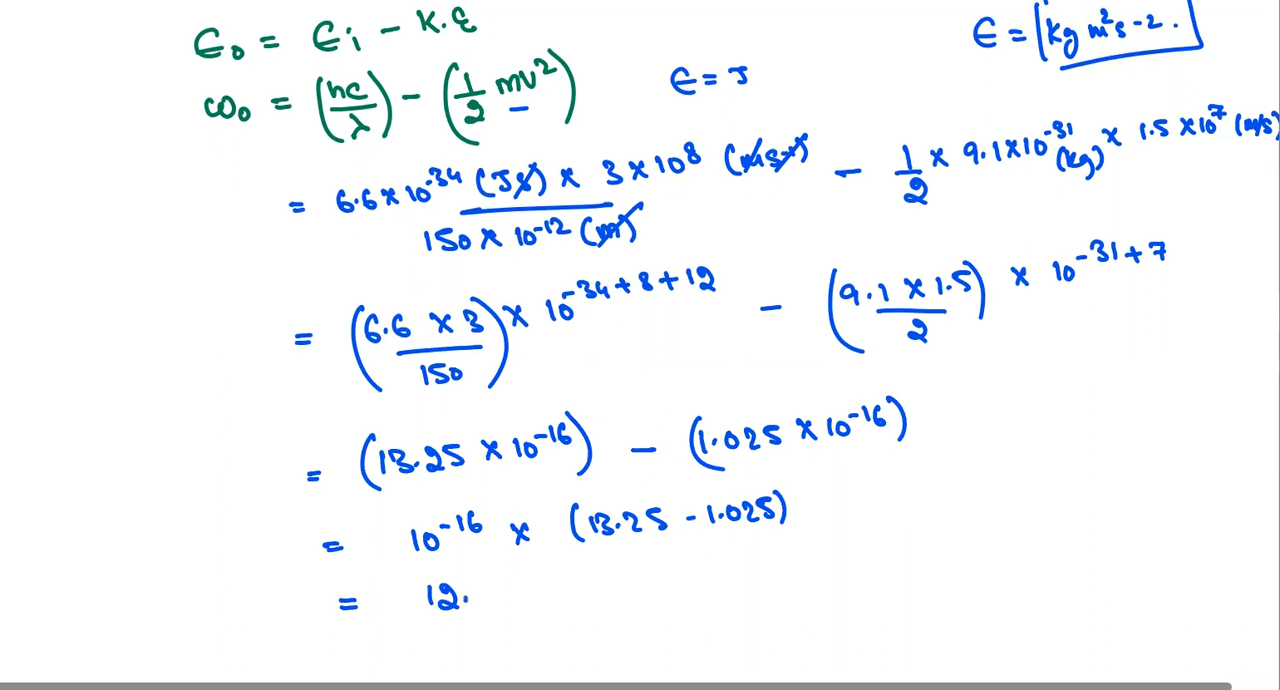 E₀ = Eᵢ - K.E
E = kg m²s-2.
ω₀ = (hc/λ) - (1/2 mv²)
E = J
= 6.6 × 10⁻³⁴ (Js) × 3 × 10⁸ (ms⁻¹) / 150 × 10⁻¹² (m) - 1/2 × 9.1 × 10⁻³¹ (kg) × 1.5 × 10⁷ (m/s)
= (6.6 × 3 / 150) × 10⁻³⁴⁺⁸⁺¹² - (9.1 × 1.5 / 2) × 10⁻³¹⁺⁷
= (13.25 × 10⁻¹⁶) - (1.025 × 10⁻¹⁶)
= 10⁻¹⁶ × (13.25 - 1.025)
= 12.